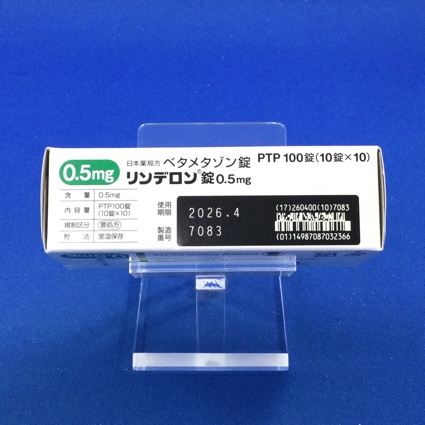 0.5mg
日本薬局方 ベタメタゾン錠 PTP 100錠(10錠×10)
リンデロン®錠0.5mg
含量 0.5mg
内容量 PTP100錠
(10錠×10)
規制区分 要処方
貯法 室温保存
使用
期限 2026.4
製造
番号 7083
(17)260400(10)7083
(01)14987087032366